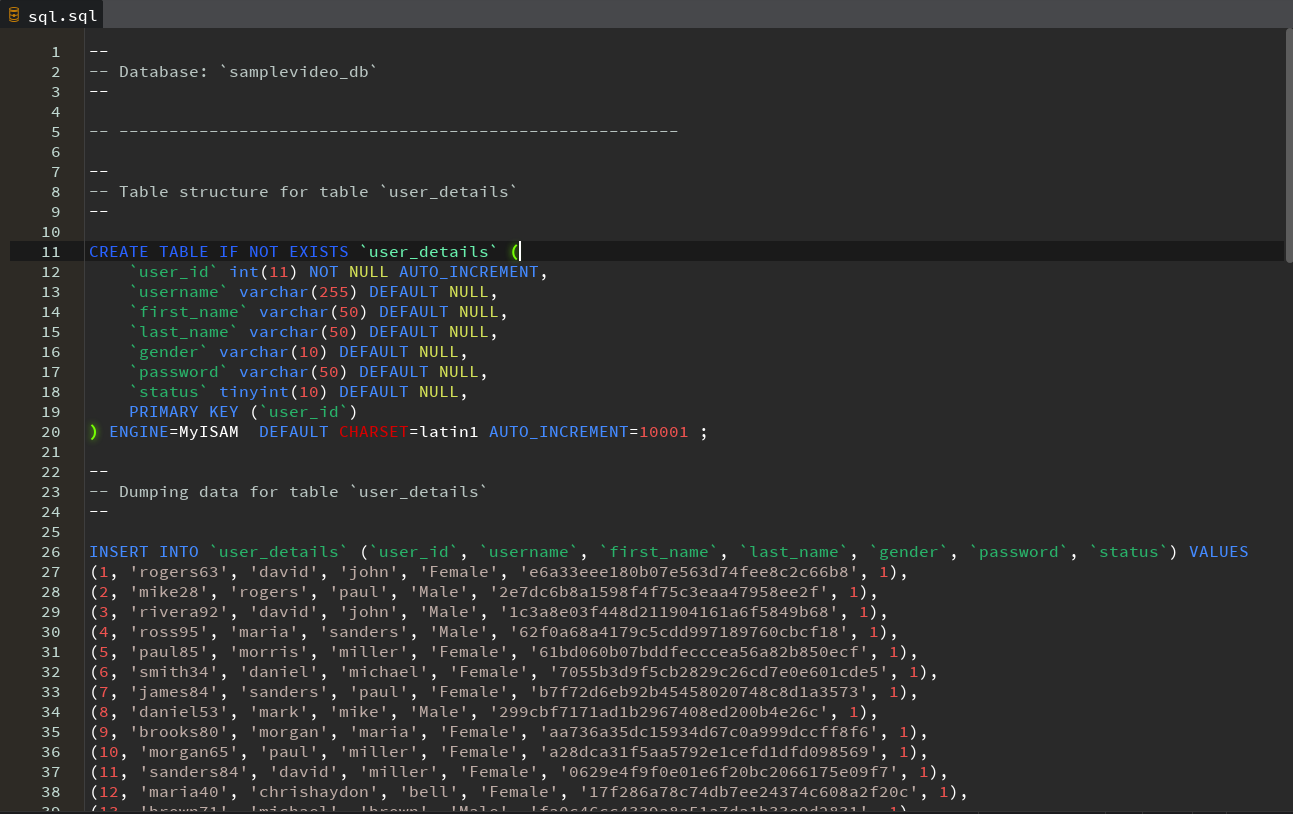 sql.sql
1 --
2 -- Database: `samplevideo_db`
3 --
4
5 -- --------------------------------------------------------
6
7 --
8 -- Table structure for table `user_details`
9 --
10
11 CREATE TABLE IF NOT EXISTS `user_details` (
12 `user_id` int(11) NOT NULL AUTO_INCREMENT,
13 `username` varchar(255) DEFAULT NULL,
14 `first_name` varchar(50) DEFAULT NULL,
15 `last_name` varchar(50) DEFAULT NULL,
16 `gender` varchar(10) DEFAULT NULL,
17 `password` varchar(50) DEFAULT NULL,
18 `status` tinyint(10) DEFAULT NULL,
19 PRIMARY KEY (`user_id`)
20 ) ENGINE=MyISAM  DEFAULT CHARSET=latin1 AUTO_INCREMENT=10001 ;
21
22 --
23 -- Dumping data for table `user_details`
24 --
25
26 INSERT INTO `user_details` (`user_id`, `username`, `first_name`, `last_name`, `gender`, `password`, `status`) VALUES
27 (1, 'rogers63', 'david', 'john', 'Female', 'e6a33eee180b07e563d74fee8c2c66b8', 1),
28 (2, 'mike28', 'rogers', 'paul', 'Male', '2e7dc6b8a1598f4f75c3eaa47958ee2f', 1),
29 (3, 'rivera92', 'david', 'john', 'Male', '1c3a8e03f448d211904161a6f5849b68', 1),
30 (4, 'ross95', 'maria', 'sanders', 'Male', '62f0a68a4179c5cdd997189760cbcf18', 1),
31 (5, 'paul85', 'morris', 'miller', 'Female', '61bd060b07bddfecccea56a82b850ecf', 1),
32 (6, 'smith34', 'daniel', 'michael', 'Female', '7055b3d9f5cb2829c26cd7e0e601cde5', 1),
33 (7, 'james84', 'sanders', 'paul', 'Female', 'b7f72d6eb92b45458020748c8d1a3573', 1),
34 (8, 'daniel53', 'mark', 'mike', 'Male', '299cbf7171ad1b2967408ed200b4e26c', 1),
35 (9, 'brooks80', 'morgan', 'maria', 'Female', 'aa736a35dc15934d67c0a999dccff8f6', 1),
36 (10, 'morgan65', 'paul', 'miller', 'Female', 'a28dca31f5aa5792e1cefd1dfd098569', 1),
37 (11, 'sanders84', 'david', 'miller', 'Female', '0629e4f9f0e01e6f20bc2066175e09f7', 1),
38 (12, 'maria40', 'chrishaydon', 'bell', 'Female', '17f286a78c74db7ee24374c608a2f20c', 1),
39 (13, 'brown71', 'michael', 'brown', 'Male', 1)